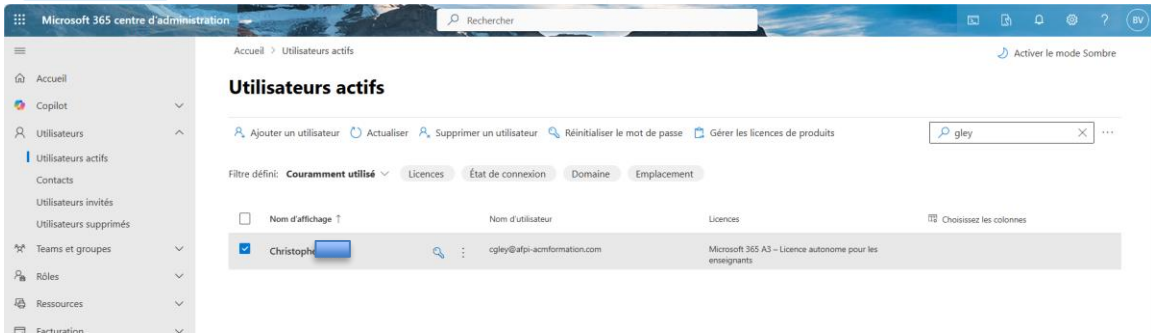 Microsoft 365 centre d'administration
Rechercher
BV
Accueil > Utilisateurs actifs
Activer le mode Sombre
Accueil
Copilot
Utilisateurs
Utilisateurs actifs
Contacts
Utilisateurs invités
Utilisateurs supprimés
Teams et groupes
Rôles
Ressources
Facturation
Utilisateurs actifs
Ajouter un utilisateur Actualiser Supprimer un utilisateur Réinitialiser le mot de passe Gérer les licences de produits
gley
Filtre défini: Couramment utilisé Licences État de connexion Domaine Emplacement
Nom d'affichage ↑ Nom d'utilisateur Licences Choisissez les colonnes
Christophe cgley@afpi-acmformation.com Microsoft 365 A3 – Licence autonome pour les
enseignants